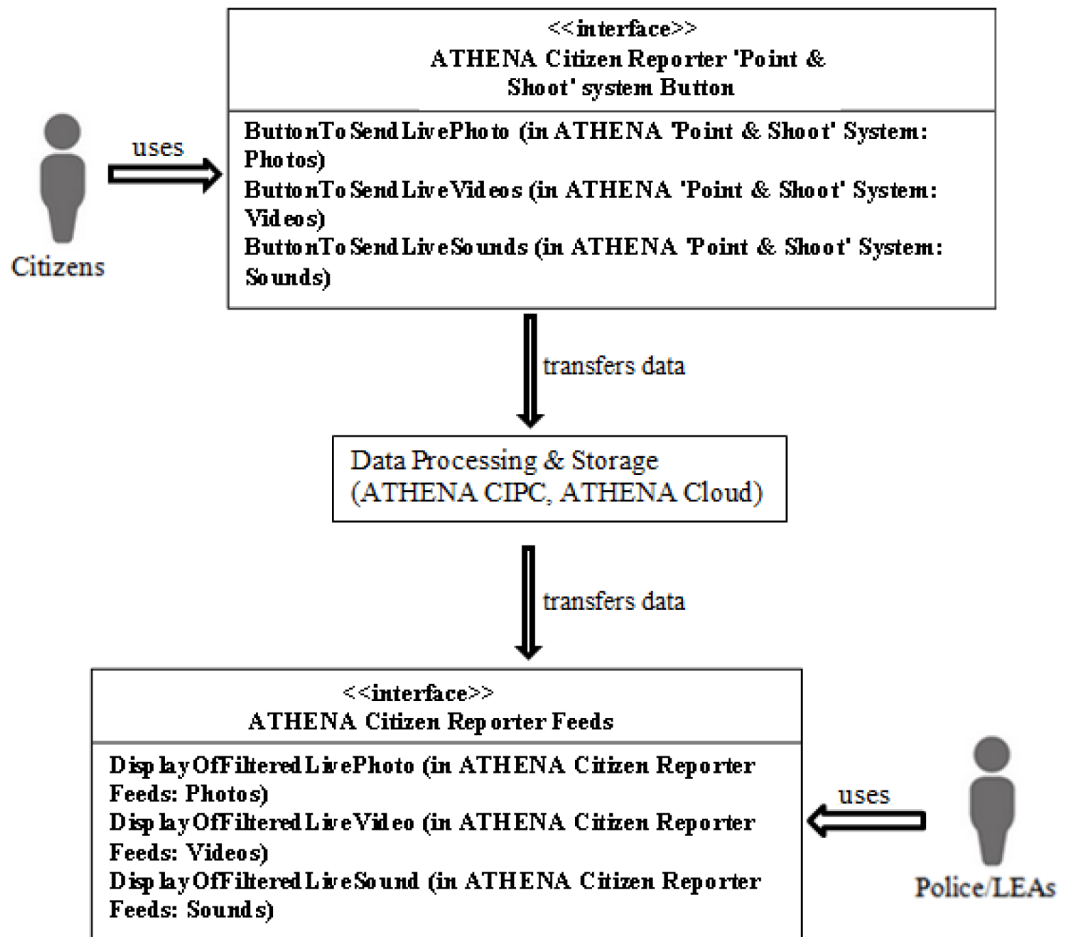 <<interface>>
ATHENA Citizen Reporter 'Point &
Shoot' system Button
ButtonToSendLivePhoto (in ATHENA 'Point & Shoot' System:
Photos)
ButtonToSendLiveVideos (in ATHENA 'Point & Shoot' System:
Videos)
ButtonToSendLiveSounds (in ATHENA 'Point & Shoot' System:
Sounds)
uses
Citizens
transfers data
Data Processing & Storage
(ATHENA CIPC, ATHENA Cloud)
transfers data
<<interface>>
ATHENA Citizen Reporter Feeds
DisplayOfFilteredLivePhoto (in ATHENA Citizen Reporter
Feeds: Photos)
DisplayOfFilteredLiveVideo (in ATHENA Citizen Reporter
Feeds: Videos)
DisplayOfFilteredLiveSound (in ATHENA Citizen Reporter
Feeds: Sounds)
uses
Police/LEAs